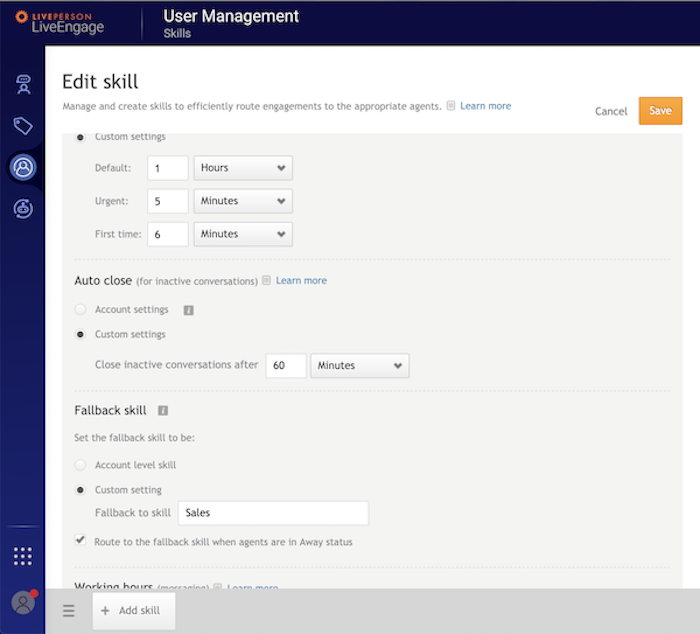 LIVEPERSON
LiveEngage
User Management
Skills
Edit skill
Manage and create skills to efficiently route engagements to the appropriate agents. Learn more
Cancel
Save
Custom settings
Default: 1 Hours
Urgent: 5 Minutes
First time: 6 Minutes
Auto close (for inactive conversations) Learn more
Account settings i
Custom settings
Close inactive conversations after 60 Minutes
Fallback skill i
Set the fallback skill to be:
Account level skill
Custom setting
Fallback to skill Sales
Route to the fallback skill when agents are in Away status
Working hours (messaging) Learn more
+ Add skill